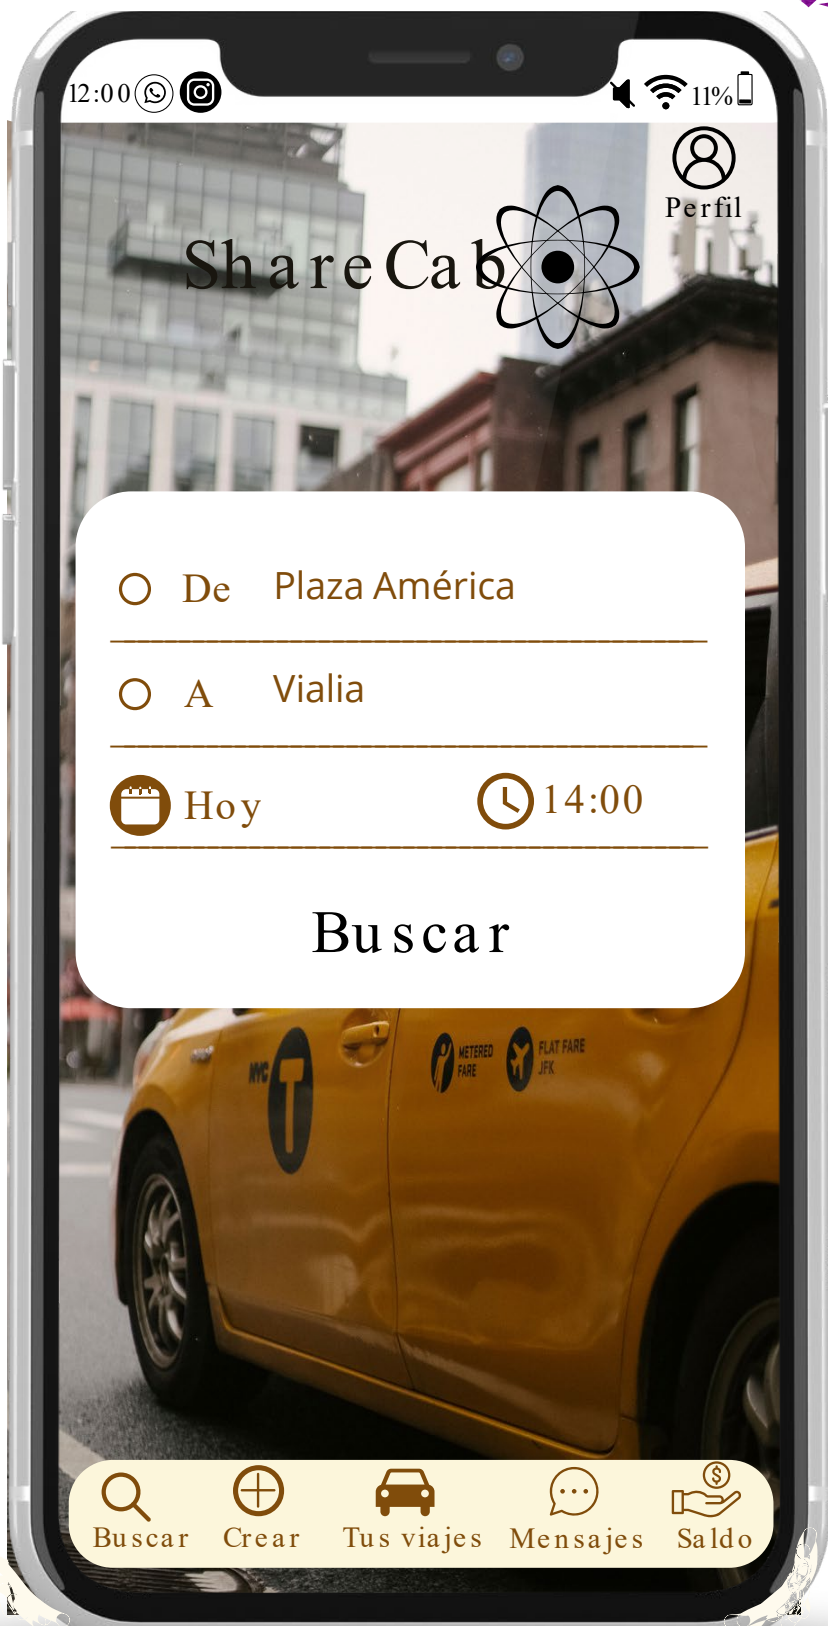 12:00
11%
Perfil
ShareCab
De Plaza América
A Vialia
Hoy 14:00
Buscar
NYC T
METERED FARE
FLAT FARE JFK
Buscar Crear Tus viajes Mensajes Saldo